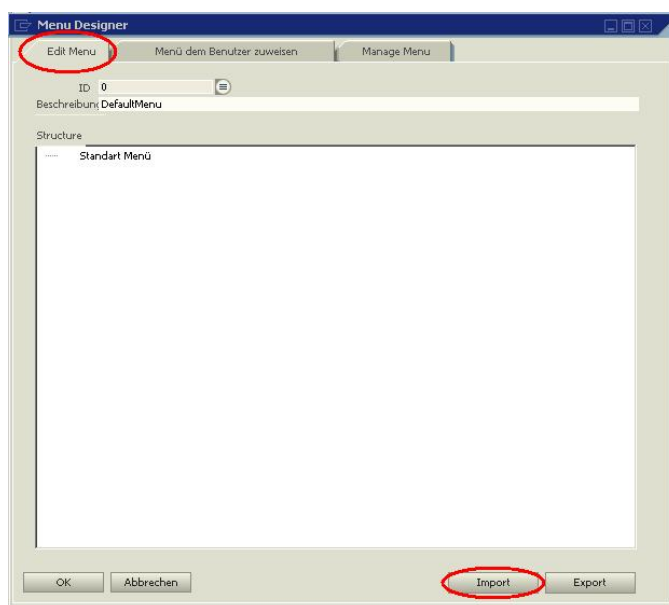 Menu Designer
Edit Menu Menü dem Benutzer zuweisen Manage Menu
ID 0
Beschreibung DefaultMenu
Structure
Standart Menü
OK Abbrechen Import Export